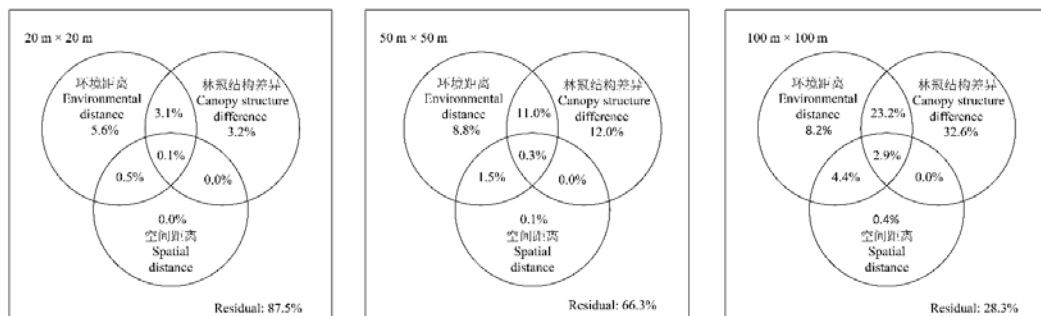 20 m × 20 m
环境距离
Environmental
distance
5.6%
3.1%
林冠结构差异
Canopy structure
difference
3.2%
0.1%
0.5%
0.0%
0.0%
空间距离
Spatial
distance
Residual: 87.5%
50 m × 50 m
环境距离
Environmental
distance
8.8%
11.0%
林冠结构差异
Canopy structure
difference
12.0%
0.3%
1.5%
0.0%
0.1%
空间距离
Spatial
distance
Residual: 66.3%
100 m × 100 m
环境距离
Environmental
distance
8.2%
23.2%
林冠结构差异
Canopy structure
difference
32.6%
2.9%
4.4%
0.0%
0.4%
空间距离
Spatial
distance
Residual: 28.3%